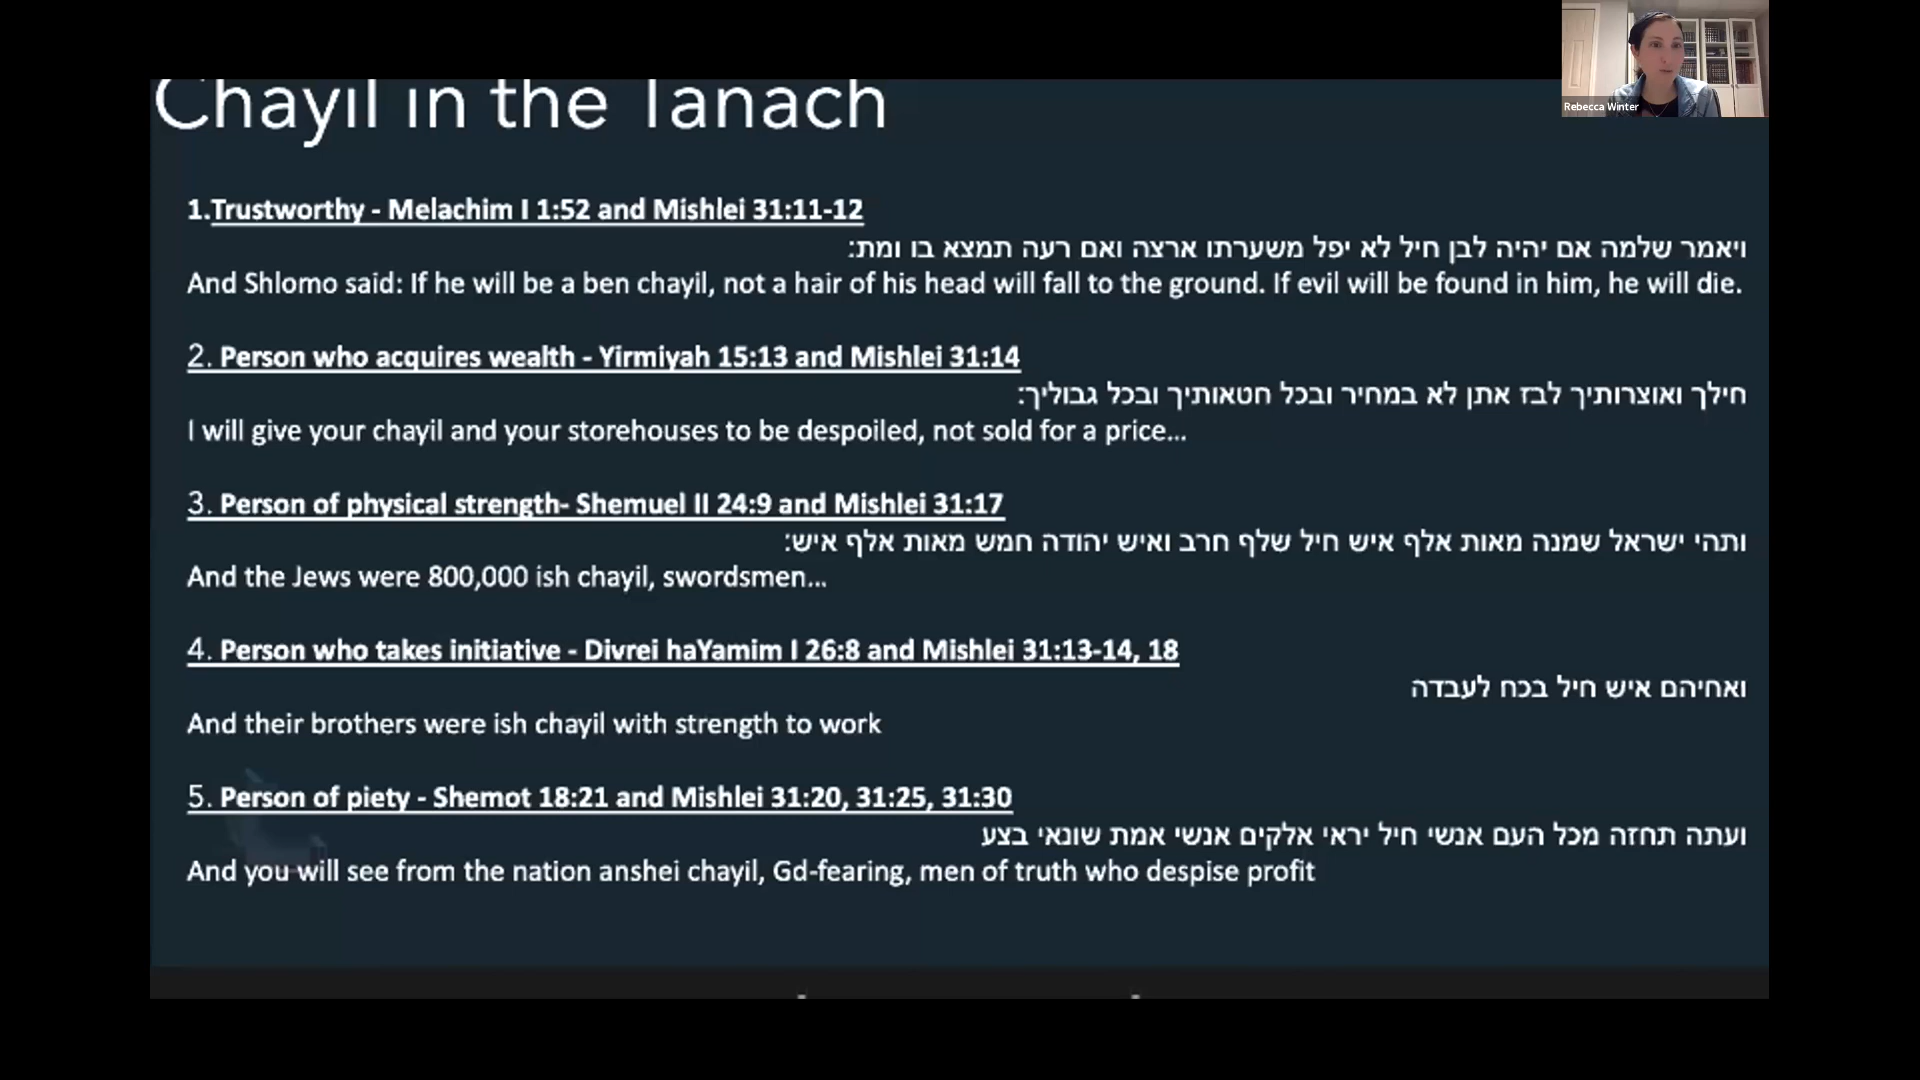 Chayil in the Tanach
Rebecca Winter
1.Trustworthy - Melachim I 1:52 and Mishlei 31:11-12
ויאמר שלמה אם יהיה לבן חיל לא יפל משערתו ארצה ואם רעה תמצא בו ומת:
And Shlomo said: If he will be a ben chayil, not a hair of his head will fall to the ground. If evil will be found in him, he will die.
2. Person who acquires wealth - Yirmiyah 15:13 and Mishlei 31:14
חילך ואוצרותיך לבז אתן לא במחיר ובכל חטאותיך ובכל גבוליך:
I will give your chayil and your storehouses to be despoiled, not sold for a price...
3. Person of physical strength- Shemuel II 24:9 and Mishlei 31:17
ותהי ישראל שמנה מאות אלף איש חיל שלף חרב ואיש יהודה חמש מאות אלף איש:
And the Jews were 800,000 ish chayil, swordsmen...
4. Person who takes initiative - Divrei haYamim I 26:8 and Mishlei 31:13-14, 18
ואחיהם איש חיל בכח לעבדה
And their brothers were ish chayil with strength to work
5. Person of piety - Shemot 18:21 and Mishlei 31:20, 31:25, 31:30
ועתה תחזה מכל העם אנשי חיל יראי אלקים אנשי אמת שונאי בצע
And you will see from the nation anshei chayil, Gd-fearing, men of truth who despise profit